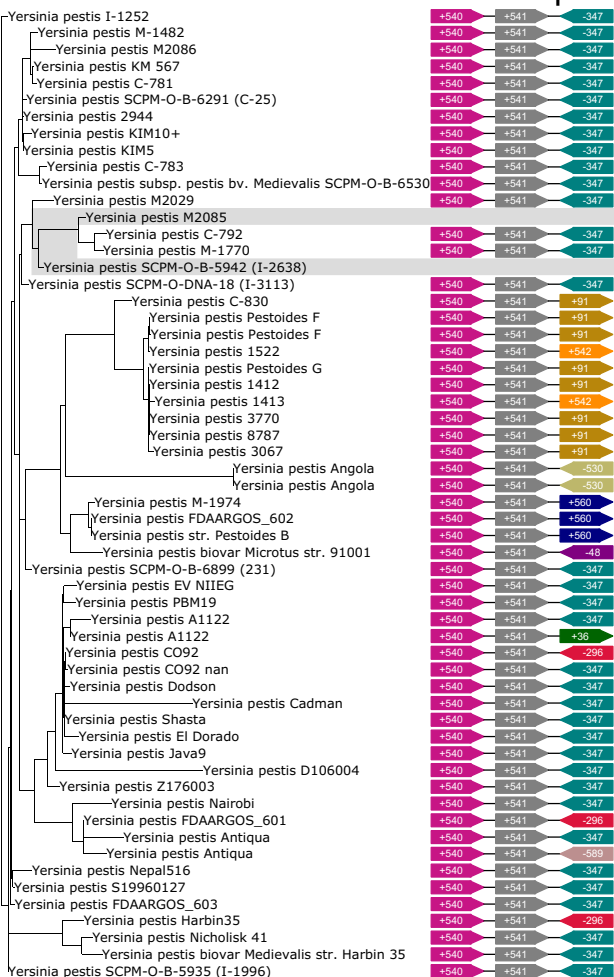 Yersinia pestis I-1252 +540 +541 -347
Yersinia pestis M-1482 +540 +541 -347
Yersinia pestis M2086 +540 +541 -347
Yersinia pestis KM 567 +540 +541 -347
Yersinia pestis C-781 +540 +541 -347
Yersinia pestis SCPM-O-B-6291 (C-25) +540 +541 -347
Yersinia pestis 2944 +540 +541 -347
Yersinia pestis KIM10+ +540 +541 -347
Yersinia pestis KIM5 +540 +541 -347
Yersinia pestis C-783 +540 +541 -347
Yersinia pestis subsp. pestis bv. Medievalis SCPM-O-B-6530 +540 +541 -347
Yersinia pestis M2029 +540 +541 -347
Yersinia pestis M2085
Yersinia pestis C-792 +540 +541 -347
Yersinia pestis M-1770 +540 +541 -347
Yersinia pestis SCPM-O-B-5942 (I-2638)
Yersinia pestis SCPM-O-DNA-18 (I-3113) +540 +541 -347
Yersinia pestis C-830 +540 +541 +91
Yersinia pestis Pestoides F +540 +541 +91
Yersinia pestis Pestoides F +540 +541 +91
Yersinia pestis 1522 +540 +541 +542
Yersinia pestis Pestoides G +540 +541 +91
Yersinia pestis 1412 +540 +541 +91
Yersinia pestis 1413 +540 +541 +542
Yersinia pestis 3770 +540 +541 +91
Yersinia pestis 8787 +540 +541 +91
Yersinia pestis 3067 +540 +541 +91
Yersinia pestis Angola +540 +541 -530
Yersinia pestis Angola +540 +541 -530
Yersinia pestis M-1974 +540 +541 +560
Yersinia pestis FDAARGOS_602 +540 +541 +560
Yersinia pestis str. Pestoides B +540 +541 +560
Yersinia pestis biovar Microtus str. 91001 +540 +541 -48
Yersinia pestis SCPM-O-B-6899 (231) +540 +541 -347
Yersinia pestis EV NIIEG +540 +541 -347
Yersinia pestis PBM19 +540 +541 -347
Yersinia pestis A1122 +540 +541 -347
Yersinia pestis A1122 +540 +541 +36
Yersinia pestis CO92 +540 +541 -296
Yersinia pestis CO92 nan +540 +541 -347
Yersinia pestis Dodson +540 +541 -347
Yersinia pestis Cadman +540 +541 -347
Yersinia pestis Shasta +540 +541 -347
Yersinia pestis El Dorado +540 +541 -347
Yersinia pestis Java9 +540 +541 -347
Yersinia pestis D106004 +540 +541 -347
Yersinia pestis Z176003 +540 +541 -347
Yersinia pestis Nairobi +540 +541 -347
Yersinia pestis FDAARGOS_601 +540 +541 -296
Yersinia pestis Antiqua +540 +541 -347
Yersinia pestis Antiqua +540 +541 -589
Yersinia pestis Nepal516 +540 +541 -347
Yersinia pestis S19960127 +540 +541 -347
Yersinia pestis FDAARGOS_603 +540 +541 -347
Yersinia pestis Harbin35 +540 +541 -296
Yersinia pestis Nicholisk 41 +540 +541 -347
Yersinia pestis biovar Medievalis str. Harbin 35 +540 +541 -347
Yersinia pestis SCPM-O-B-5935 (I-1996) +540 +541 -347